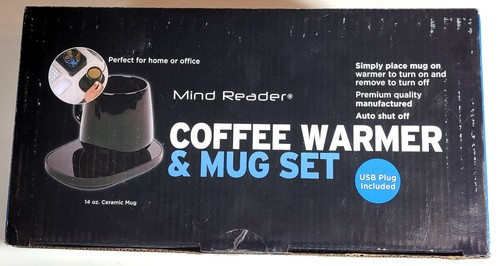 Perfect for home or office
Simply place mug on
warmer to turn on and
remove to turn off
Premium quality
manufactured
Auto shut off
Mind Reader®
COFFEE WARMER
& MUG SET
USB Plug
Included
14 oz. Ceramic Mug